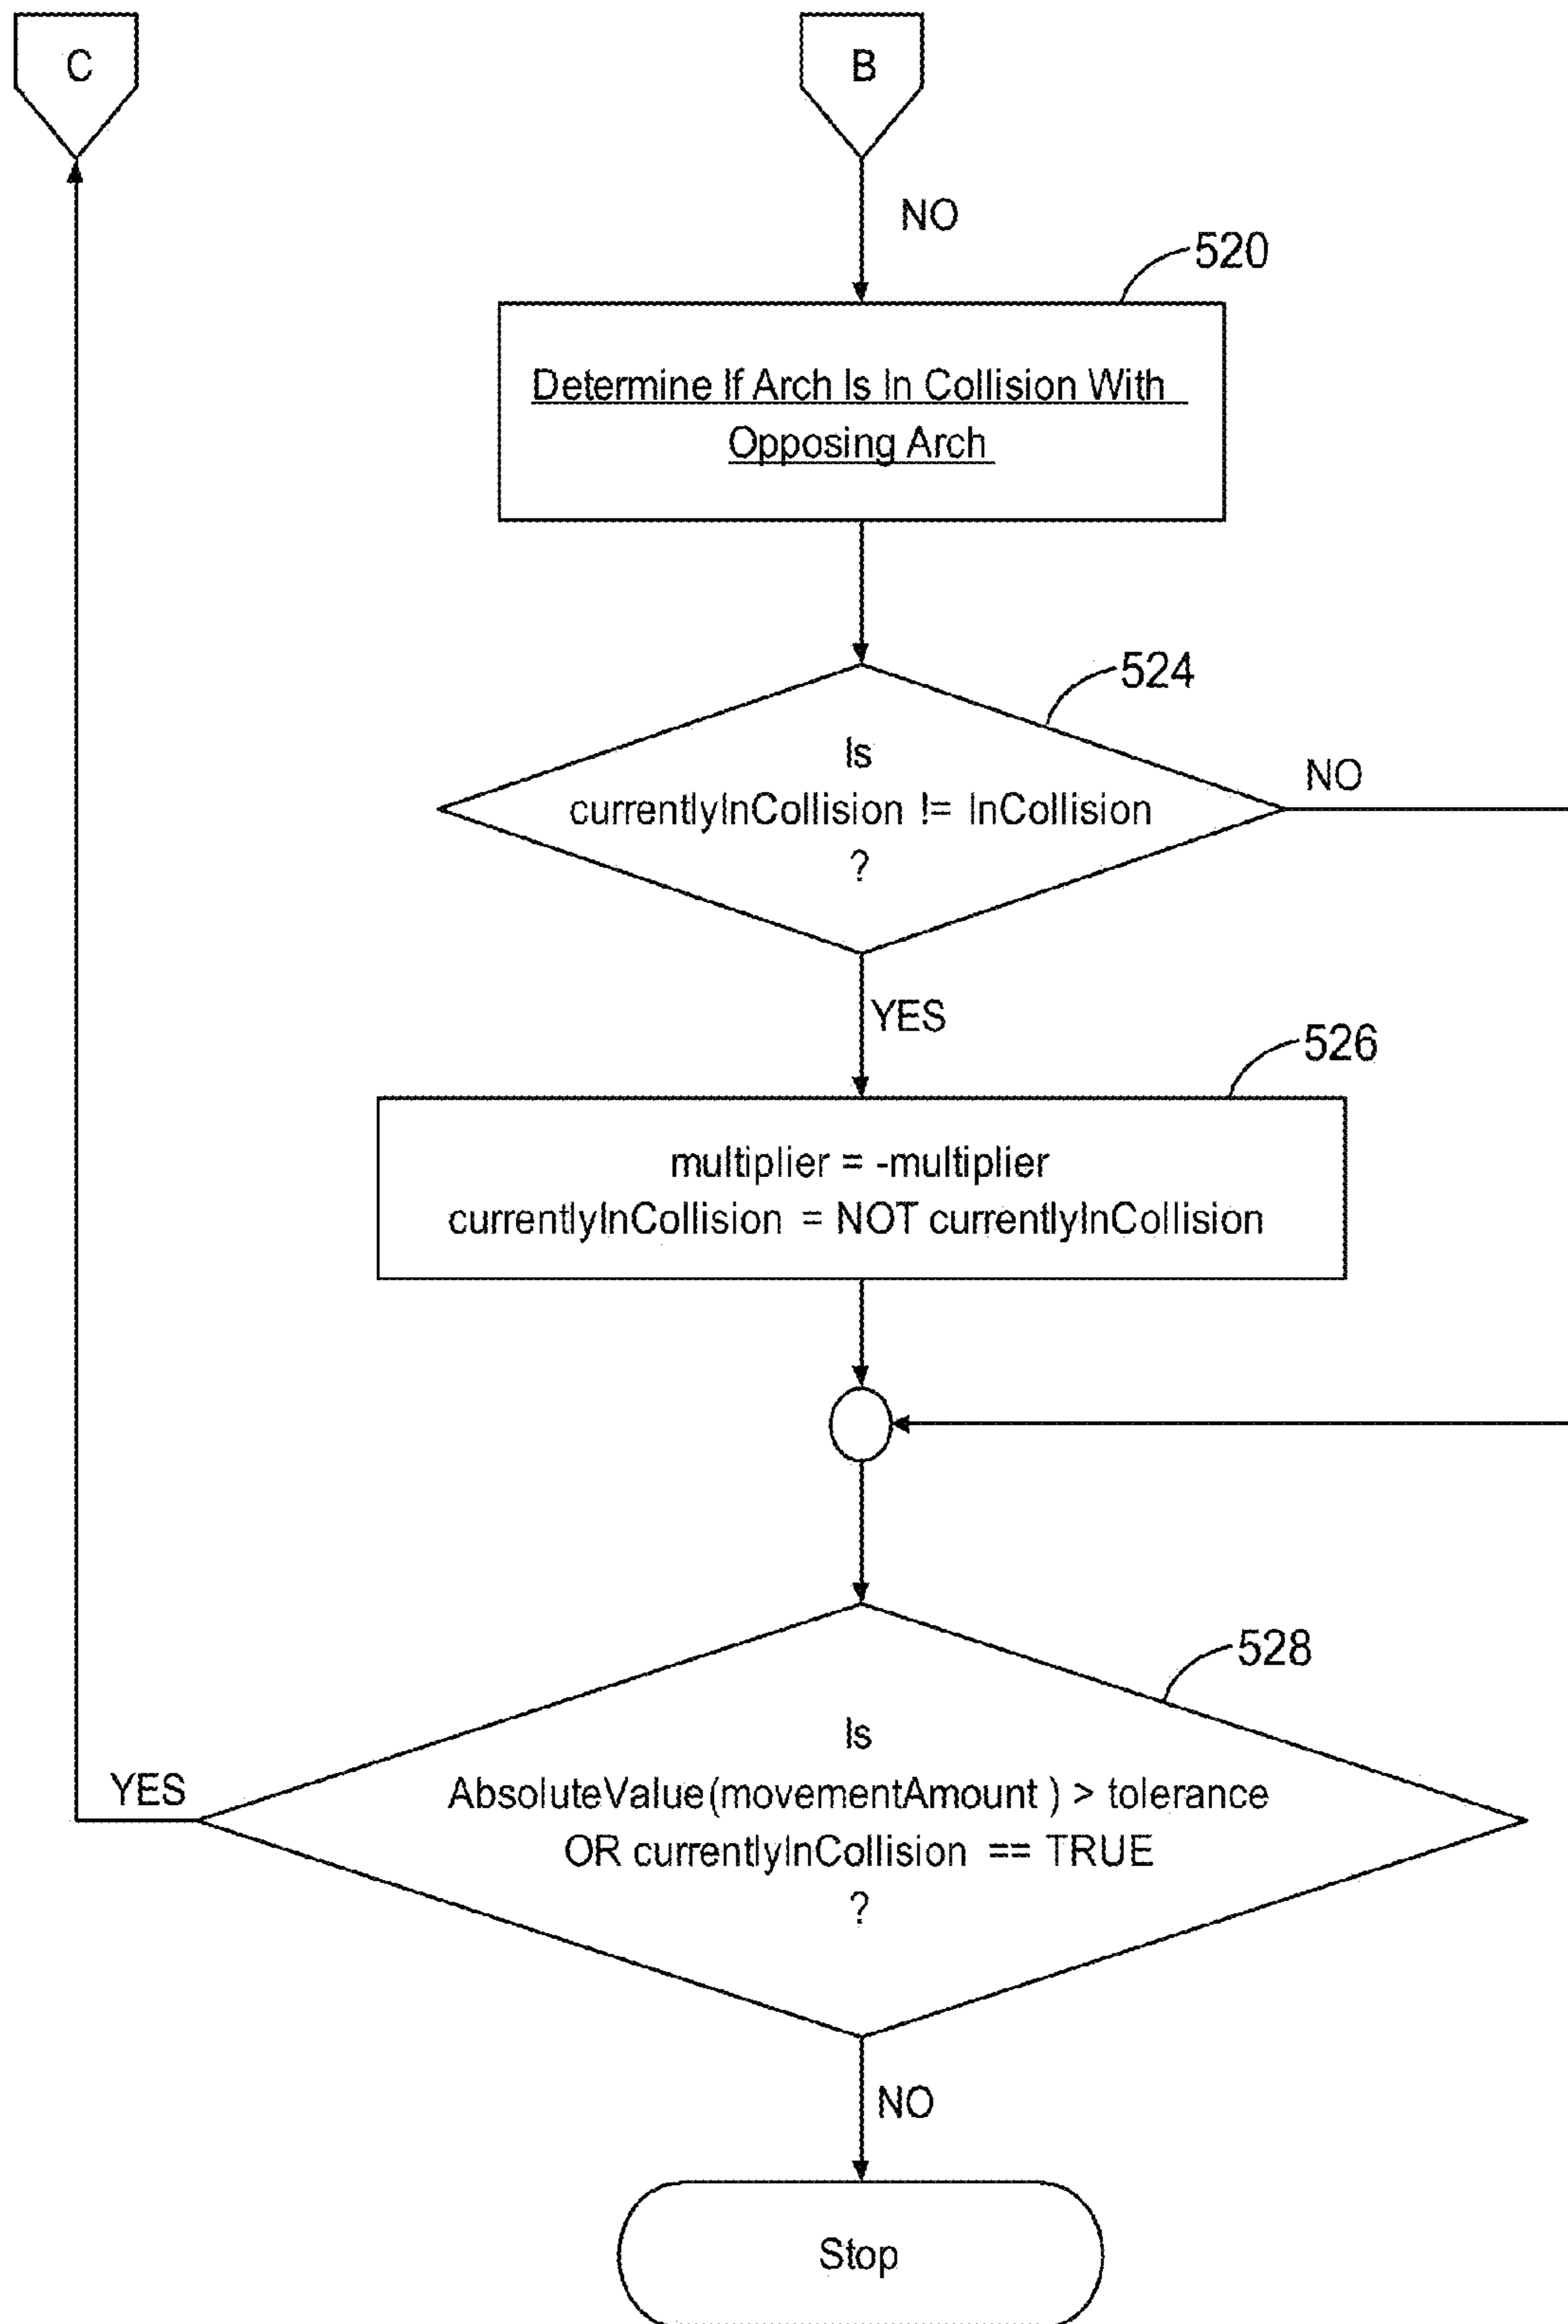 C
B
NO
520
Determine If Arch Is In Collision With
Opposing Arch
524
Is
currentlyInCollision != InCollision
?
NO
YES
526
multiplier = -multiplier
currentlyInCollision = NOT currentlyInCollision
528
Is
AbsoluteValue(movementAmount ) > tolerance
OR currentlyInCollision == TRUE
?
YES
NO
Stop